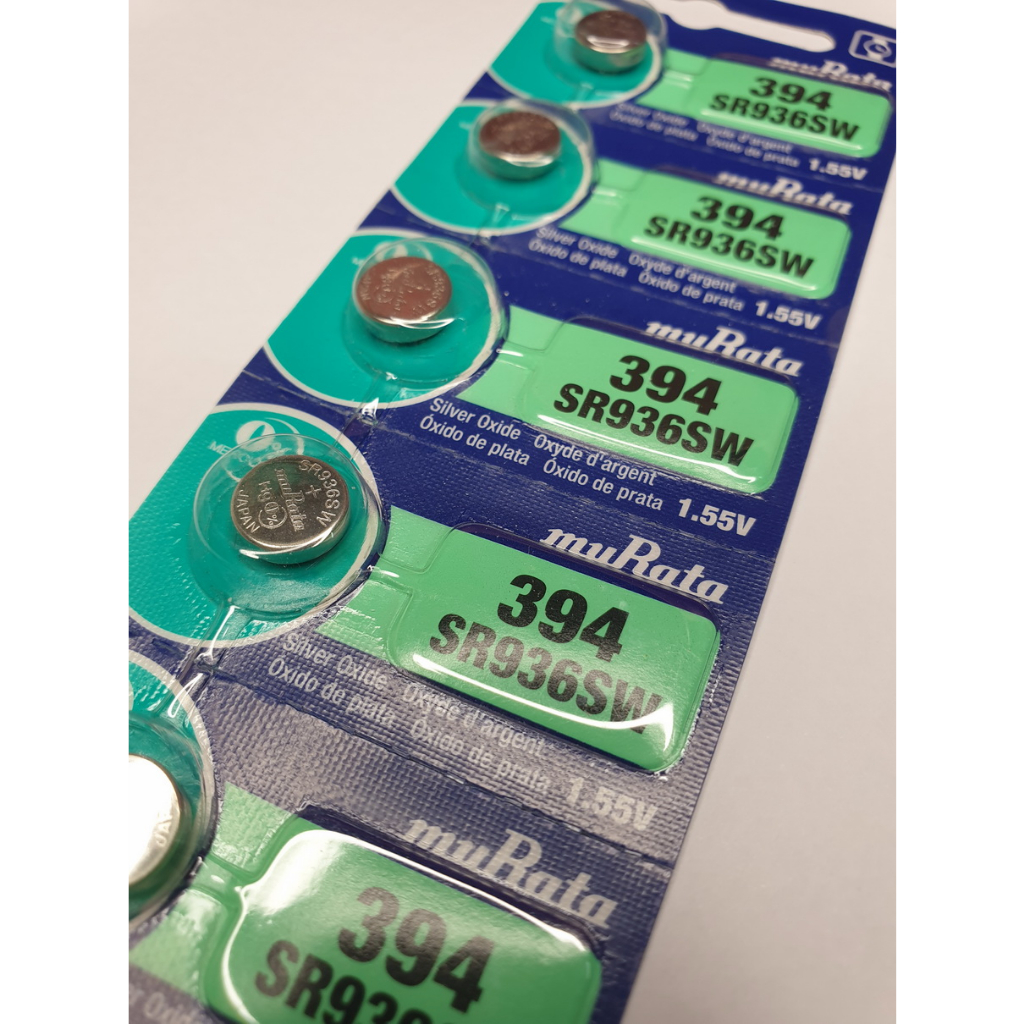 muRata
394
SR936SW
Silver Oxide Oxyde d'argent
Óxido de plata Óxido de prata 1.55V
muRata
394
SR936SW
Silver Oxide Oxyde d'argent
Óxido de plata Óxido de prata 1.55V
muRata
394
SR936SW
Silver Oxide Oxyde d'argent
Óxido de plata Óxido de prata 1.55V
SR936SW
+
muRata
Hg0%
JAPAN
muRata
394
SR936SW
Silver Oxide Oxyde d'argent
Óxido de plata Óxido de prata 1.55V
muRata
394
SR936